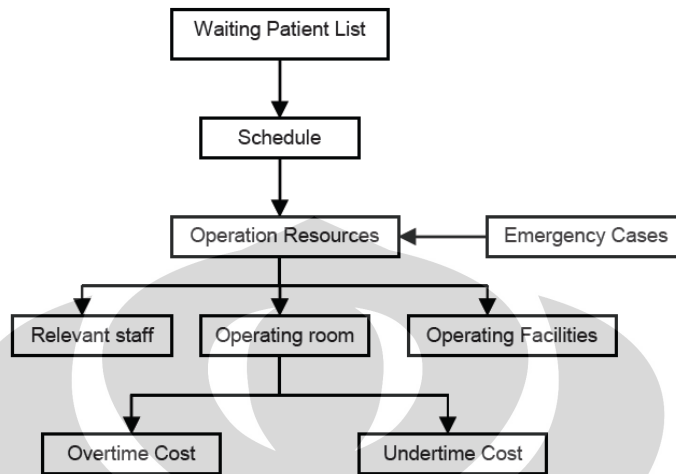 Waiting Patient List
Schedule
Operation Resources
Emergency Cases
Relevant staff
Operating room
Operating Facilities
Overtime Cost
Undertime Cost